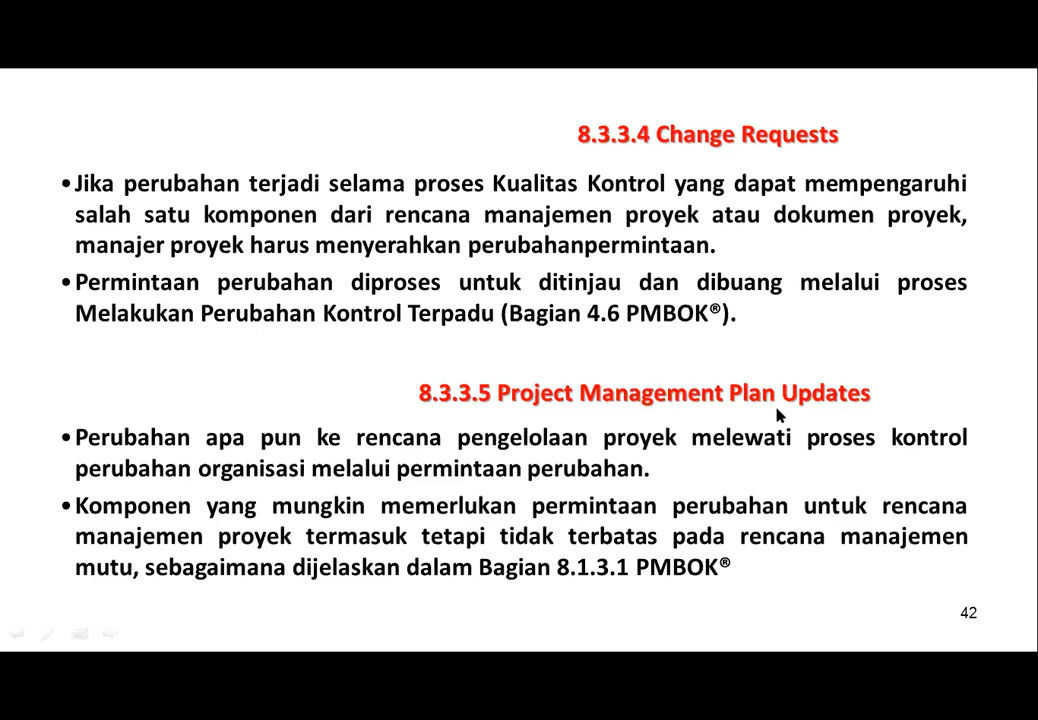 8.3.3.4 Change Requests
•Jika perubahan terjadi selama proses Kualitas Kontrol yang dapat mempengaruhi
salah satu komponen dari rencana manajemen proyek atau dokumen proyek,
manajer proyek harus menyerahkan perubahanpermintaan.
•Permintaan perubahan diproses untuk ditinjau dan dibuang melalui proses
Melakukan Perubahan Kontrol Terpadu (Bagian 4.6 PMBOK®).
8.3.3.5 Project Management Plan Updates
•Perubahan apa pun ke rencana pengelolaan proyek melewati proses kontrol
perubahan organisasi melalui permintaan perubahan.
•Komponen yang mungkin memerlukan permintaan perubahan untuk rencana
manajemen proyek termasuk tetapi tidak terbatas pada rencana manajemen
mutu, sebagaimana dijelaskan dalam Bagian 8.1.3.1 PMBOK®
42